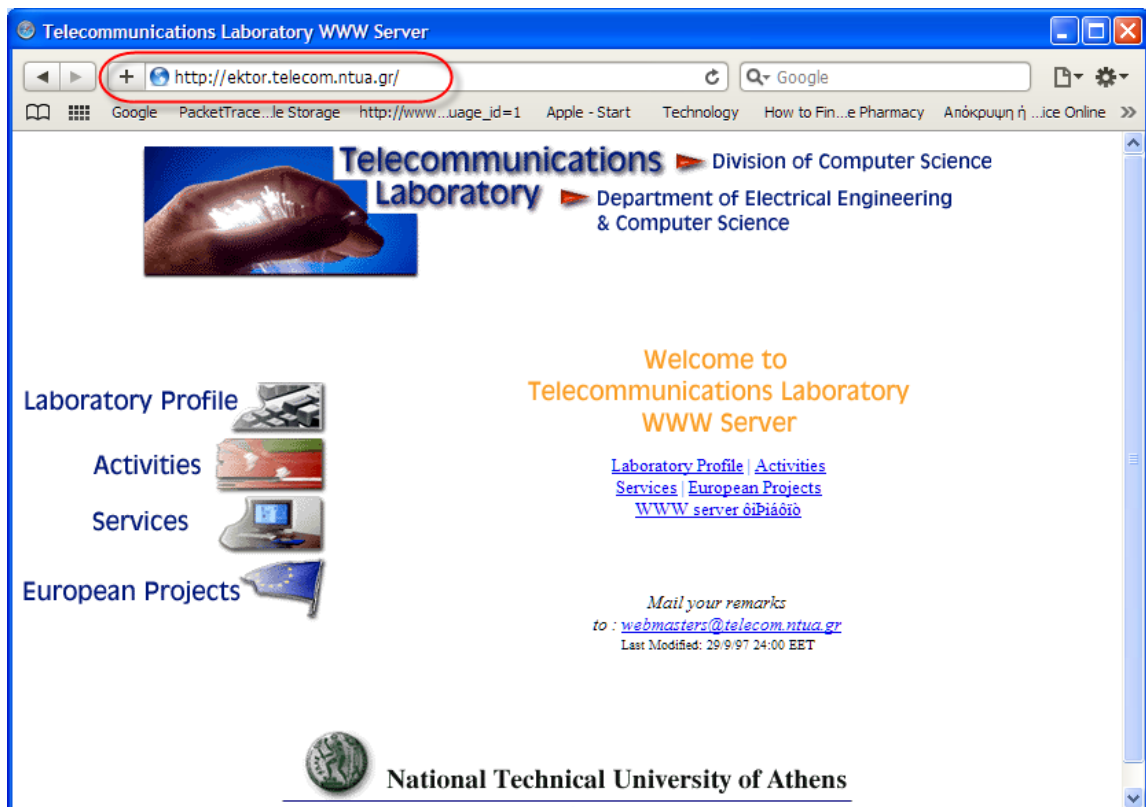 Telecommunications Laboratory WWW Server
http://ektor.telecom.ntua.gr/
Google
Google
PacketTrace...le Storage
http://www...uage_id=1
Apple - Start
Technology
How to Fin...e Pharmacy
Απόκρυψη ή ...ice Online
Telecommunications
Laboratory
Division of Computer Science
Department of Electrical Engineering
& Computer Science
Laboratory Profile
Activities
Services
European Projects
Welcome to
Telecommunications Laboratory
WWW Server
Laboratory Profile | Activities
Services | European Projects
WWW server ôïÞìáôïò
Mail your remarks
to : webmasters@telecom.ntua.gr
Last Modified: 29/9/97 24:00 EET
National Technical University of Athens